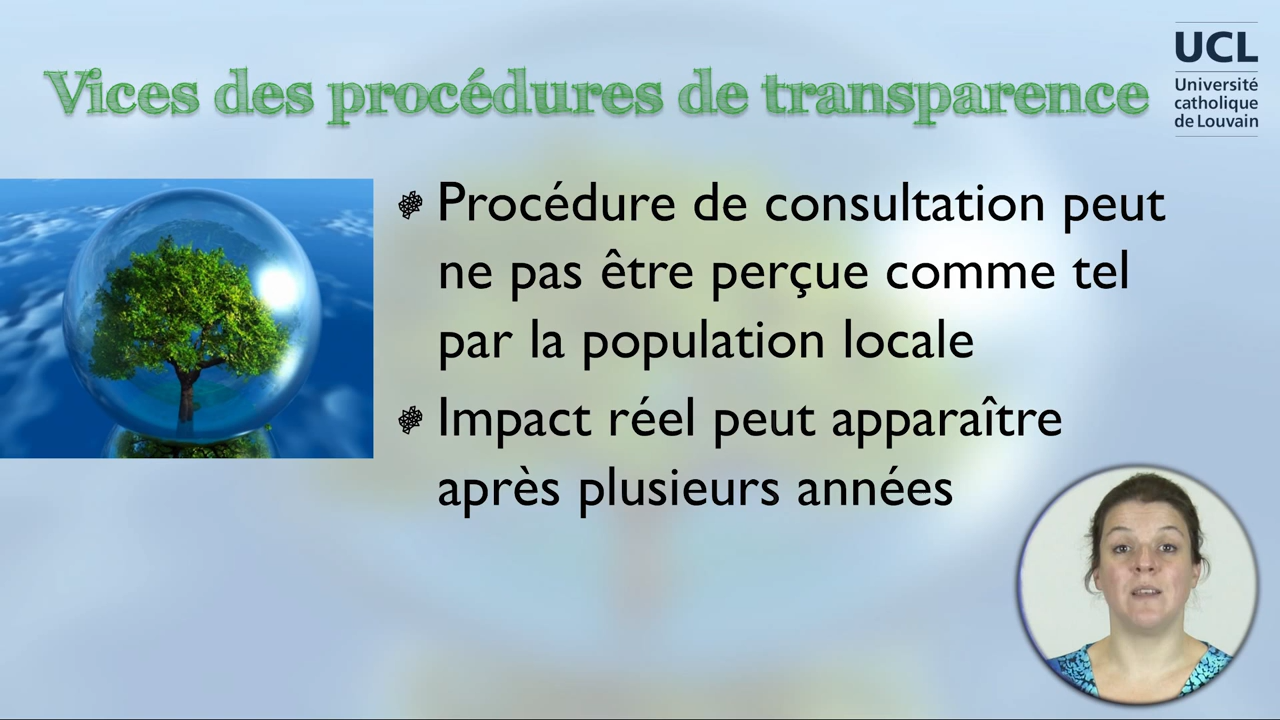 Vices des procédures de transparence
UCL
Université
catholique
de Louvain
Procédure de consultation peut
ne pas être perçue comme tel
par la population locale
Impact réel peut apparaître
après plusieurs années